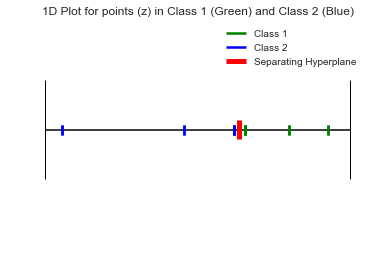 1D Plot for points (z) in Class 1 (Green) and Class 2 (Blue)
Class 1
Class 2
Separating Hyperplane